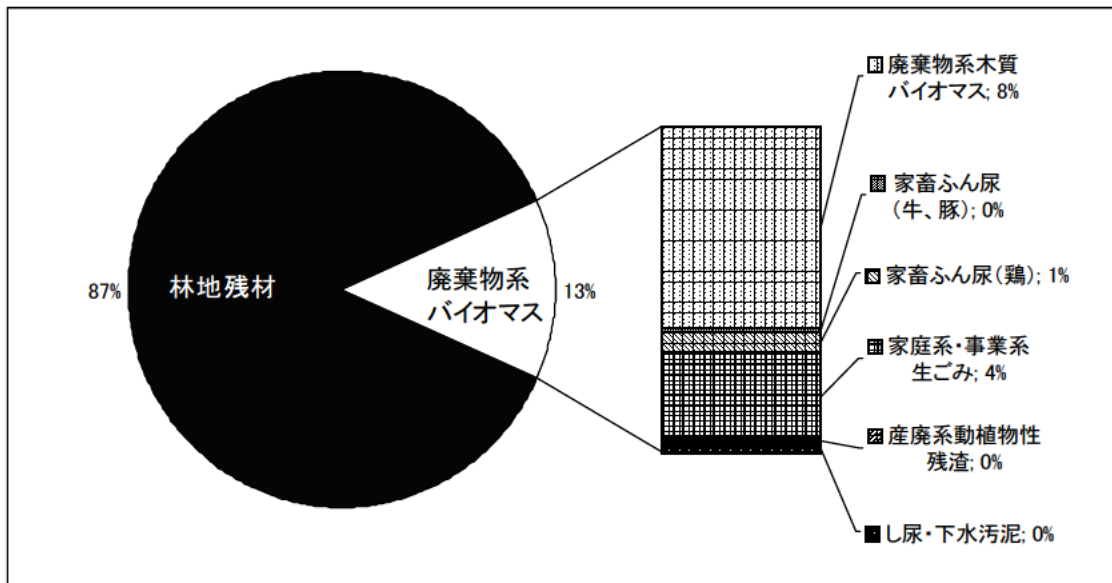 87%
林地残材
廃棄物系
バイオマス
13%
廃棄物系木質
バイオマス; 8%
家畜ふん尿
(牛、豚); 0%
家畜ふん尿(鶏); 1%
家庭系・事業系
生ごみ; 4%
産廃系動植物性
残渣; 0%
し尿・下水汚泥; 0%